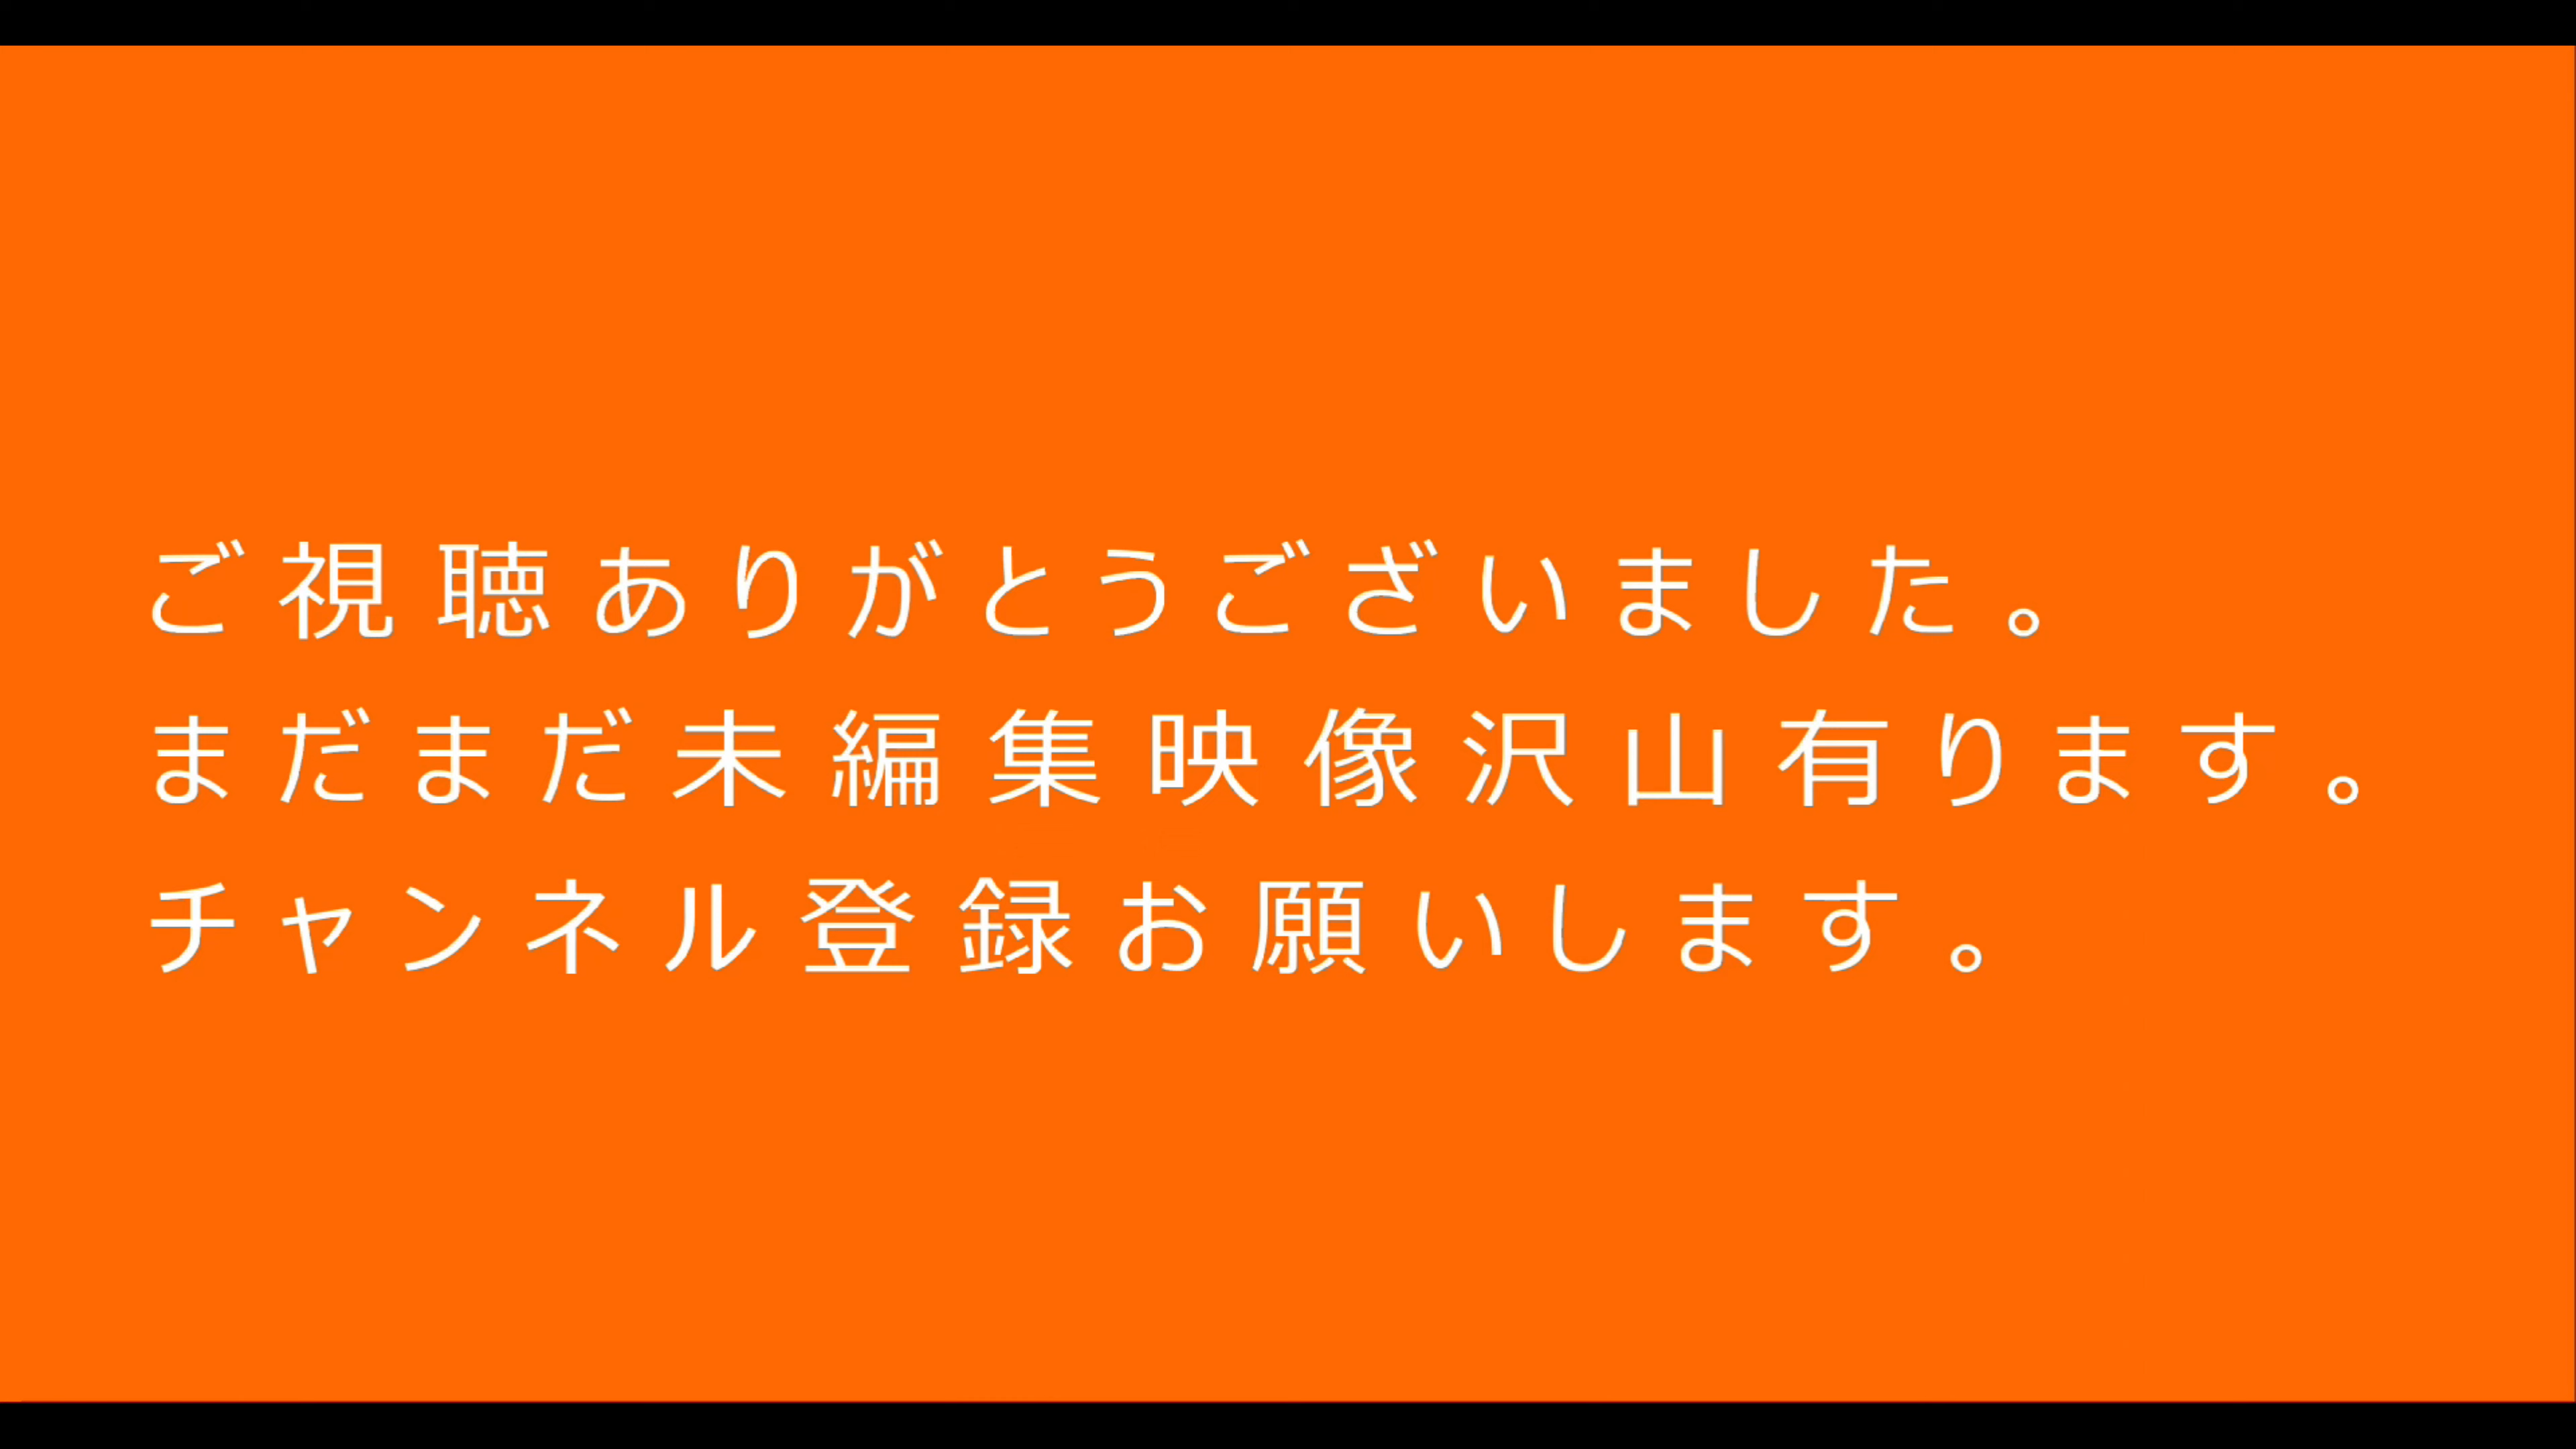 ご視聴ありがとうございました。
まだまだ未編集映像沢山有ります。
チャンネル登録お願いします。